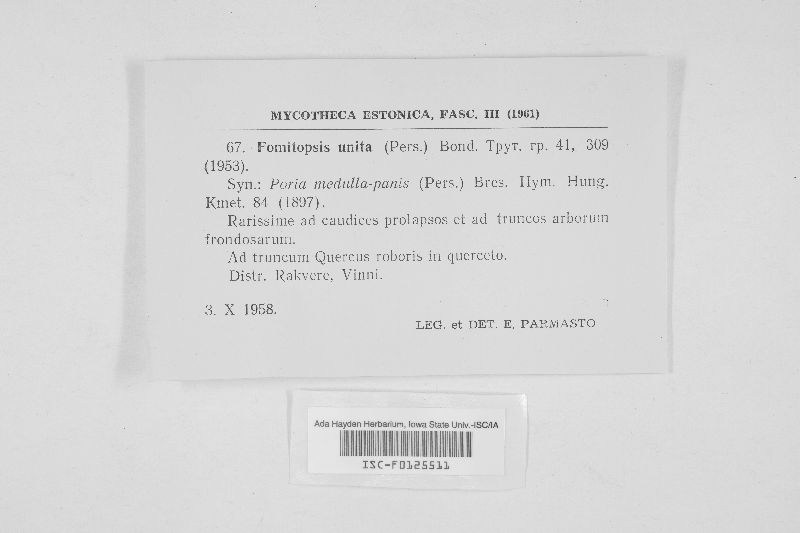 MYCOTHECA ESTONICA, FASC. III (1961)
67. Fomitopsis unita (Pers.) Bond. Трут. гр. 41, 309
(1953).
Syn.: Poria medulla-panis (Pers.) Bres. Hym. Hung.
Kmet. 84 (1897).
Rarissime ad caudices prolapsos et ad truncos arborum
frondosarum.
Ad truncum Quercus roboris in querceto.
Distr. Rakvere, Vinni.
3. X 1958.
LEG. et DET. E. PARMASTO
Ada Hayden Herbarium, Iowa State Univ.-ISC/IA
ISC-F0125511